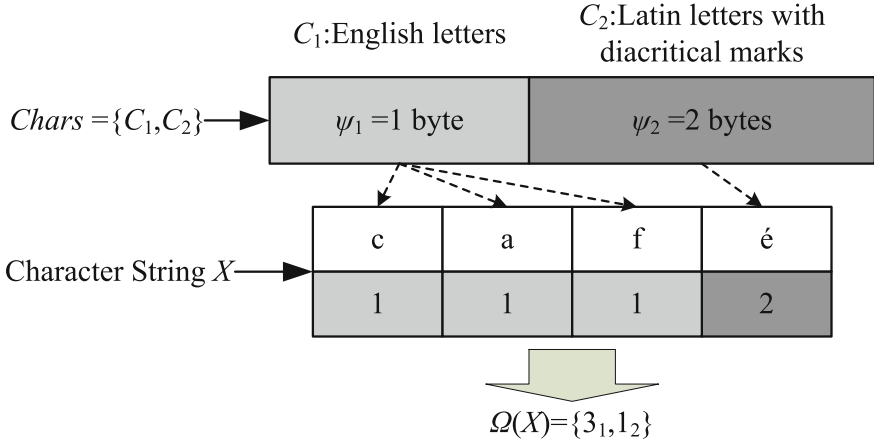 C₁:English letters
C₂:Latin letters with
diacritical marks
Chars ={C₁,C₂}
ψ₁ =1 byte
ψ₂ =2 bytes
c a f é
Character String X
1 1 1 2
Ω(X)={3₁,1₂}